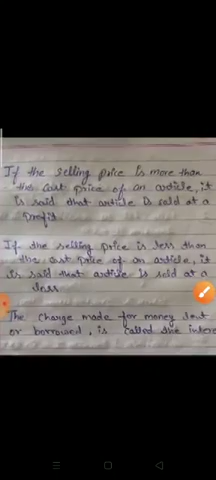 If the selling price is more than
the cost price of an article, it
is said that article is sold at a
profit.
If the selling price is less than
the cost price of an article, it
is said that article is sold at a
loss
The charge made for money lent
or borrowed, is called the intere